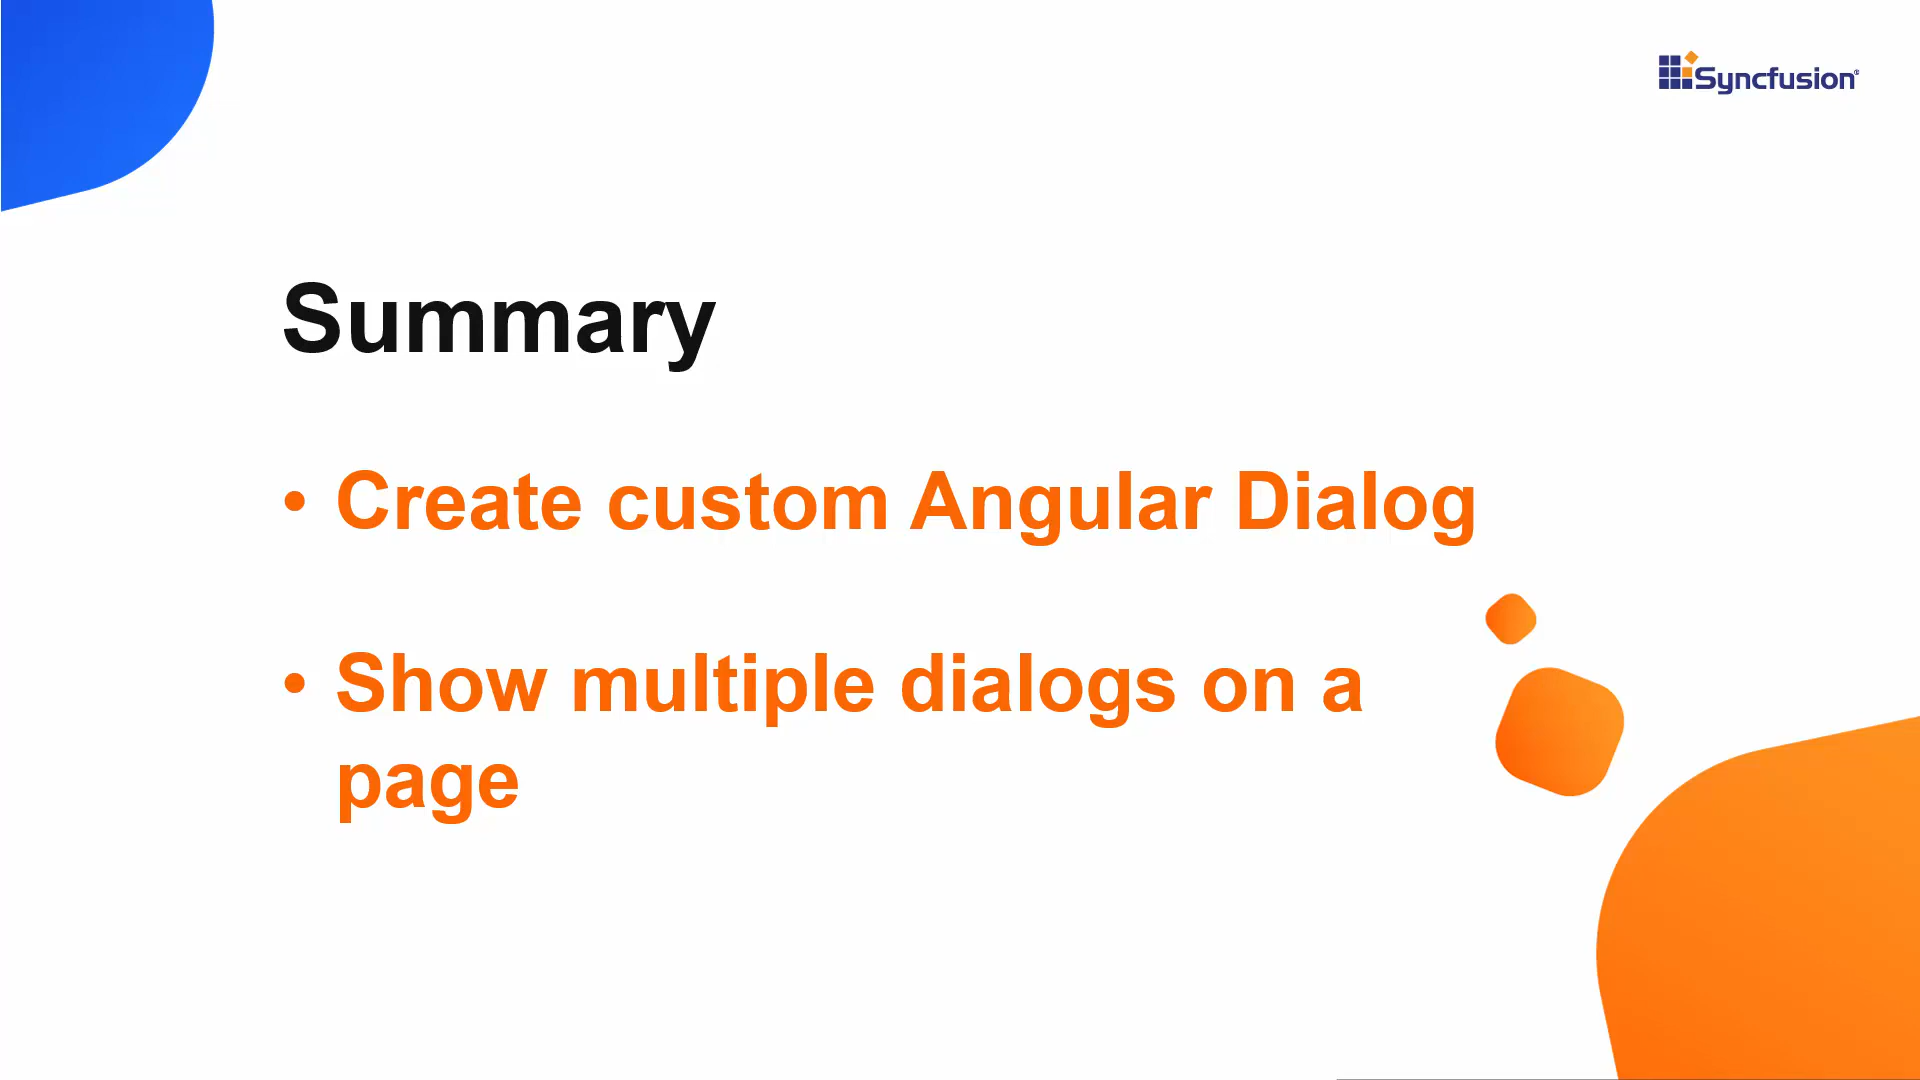 Syncfusion®
Summary
• Create custom Angular Dialog
• Show multiple dialogs on a
page